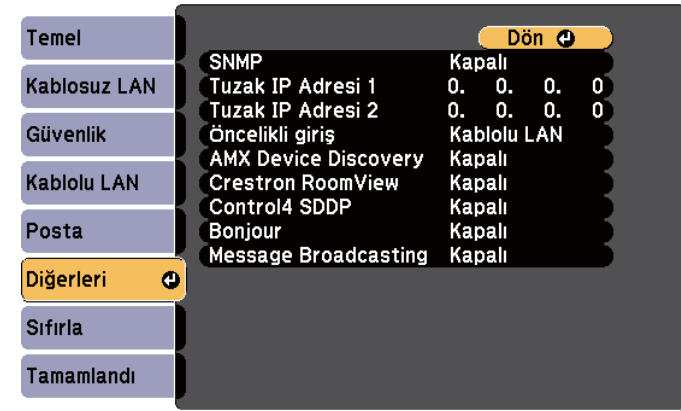 Temel
Kablosuz LAN
Güvenlik
Kablolu LAN
Posta
Diğerleri
Sıfırla
Tamamlandı
Dön
SNMP Kapalı
Tuzak IP Adresi 1 0. 0. 0. 0
Tuzak IP Adresi 2 0. 0. 0. 0
Öncelikli giriş Kablolu LAN
AMX Device Discovery Kapalı
Crestron RoomView Kapalı
Control4 SDDP Kapalı
Bonjour Kapalı
Message Broadcasting Kapalı